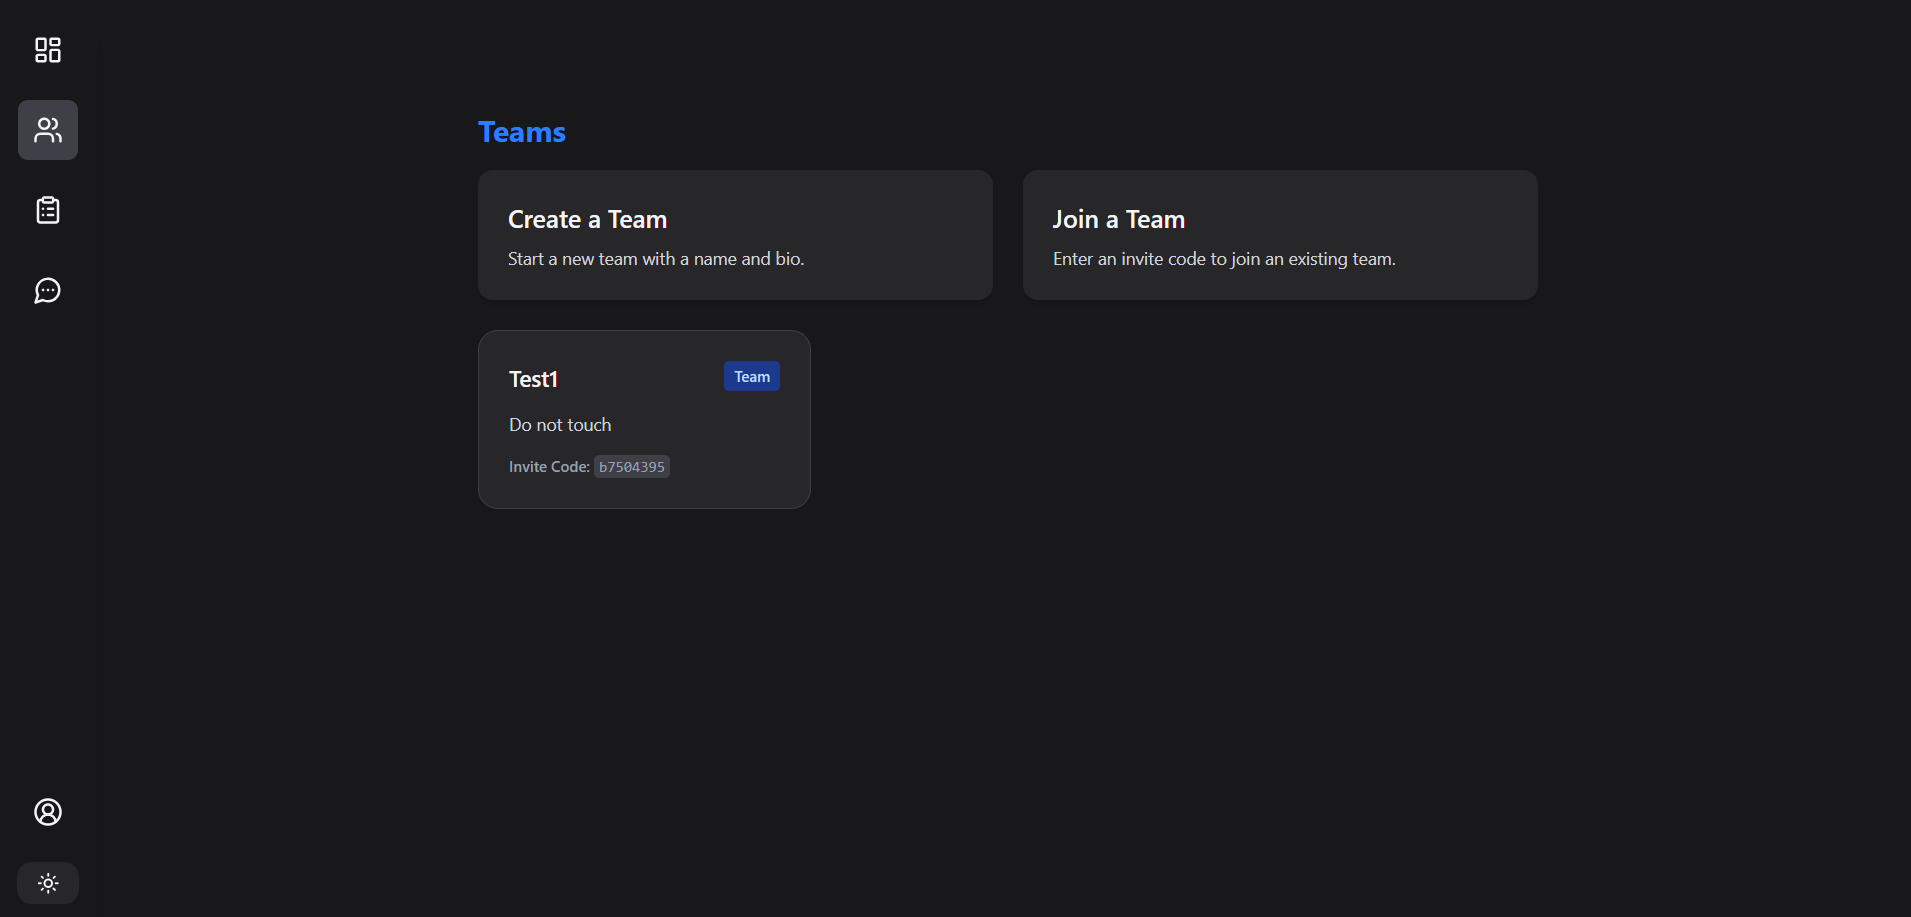 Teams
Create a Team
Start a new team with a name and bio.
Join a Team
Enter an invite code to join an existing team.
Test1
Team
Do not touch
Invite Code: b7504395